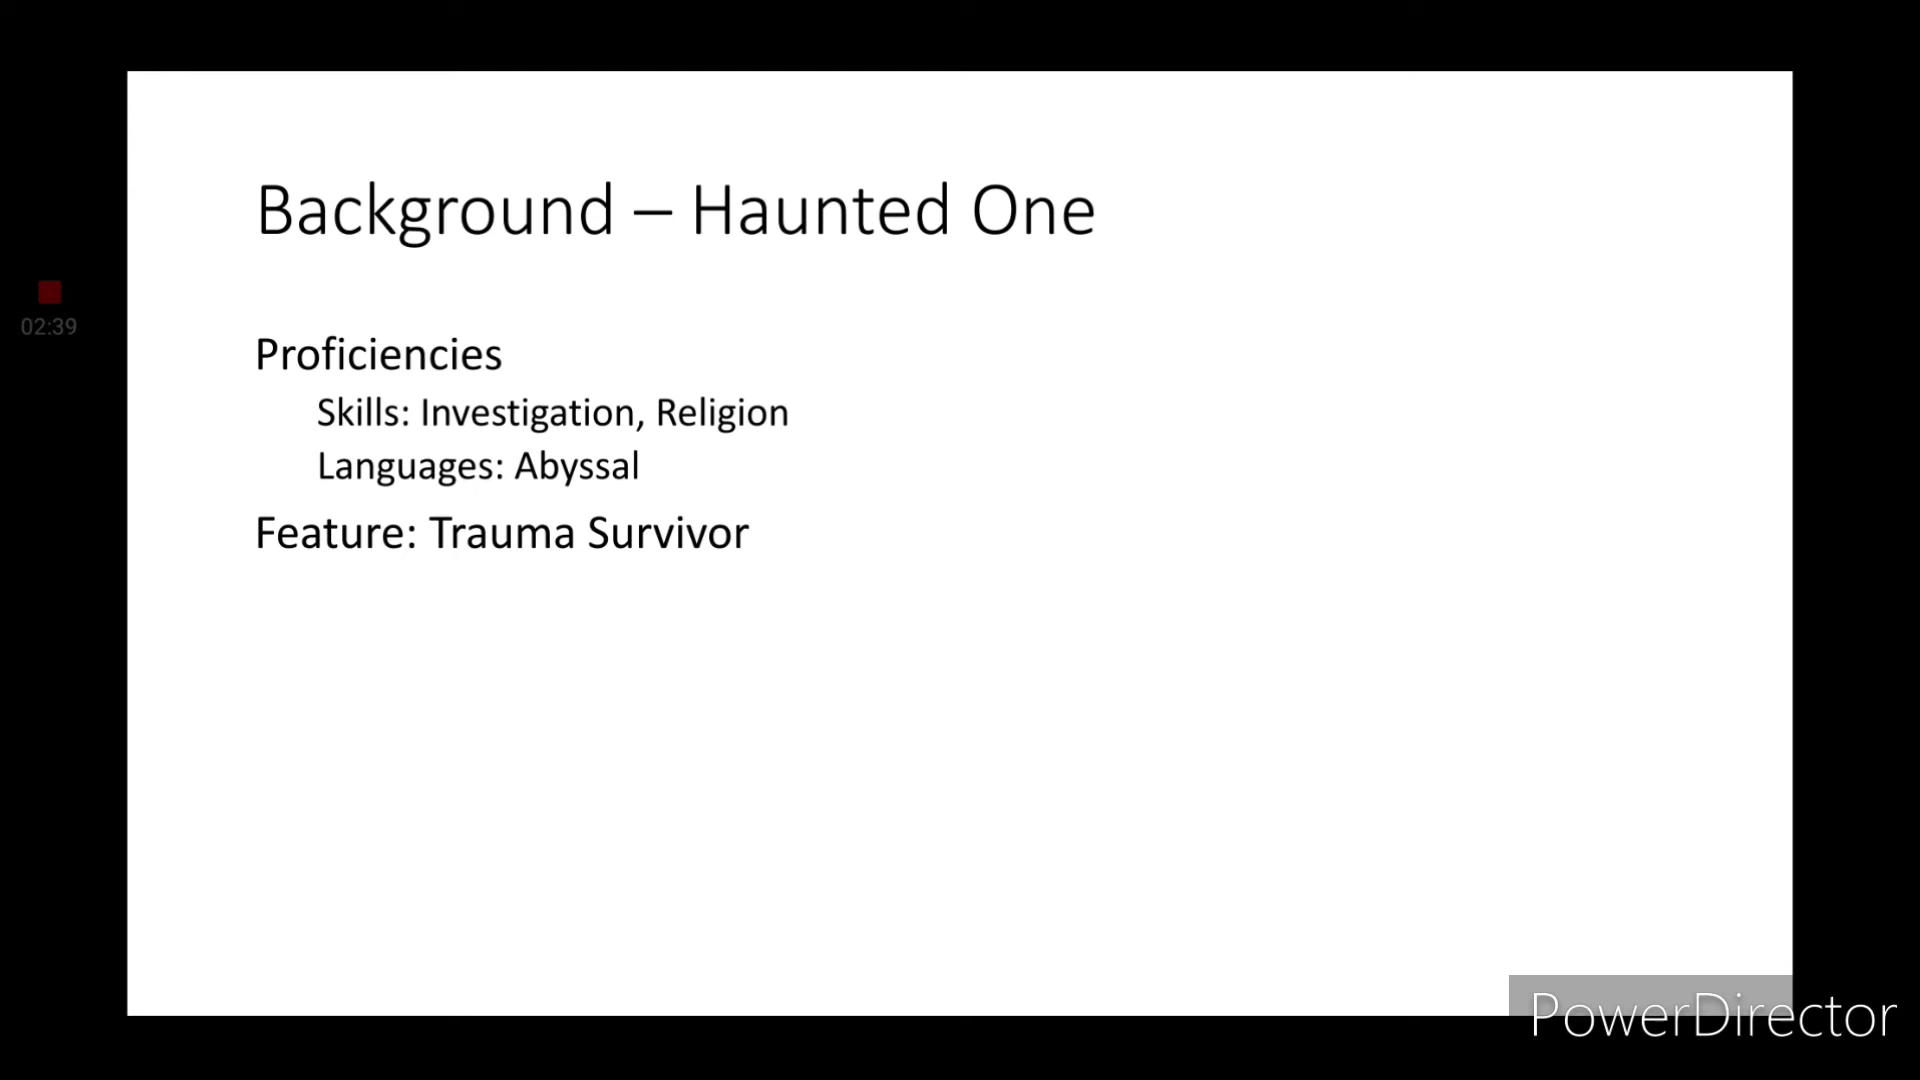 Background – Haunted One
02:39
Proficiencies
Skills: Investigation, Religion
Languages: Abyssal
Feature: Trauma Survivor
PowerDirector